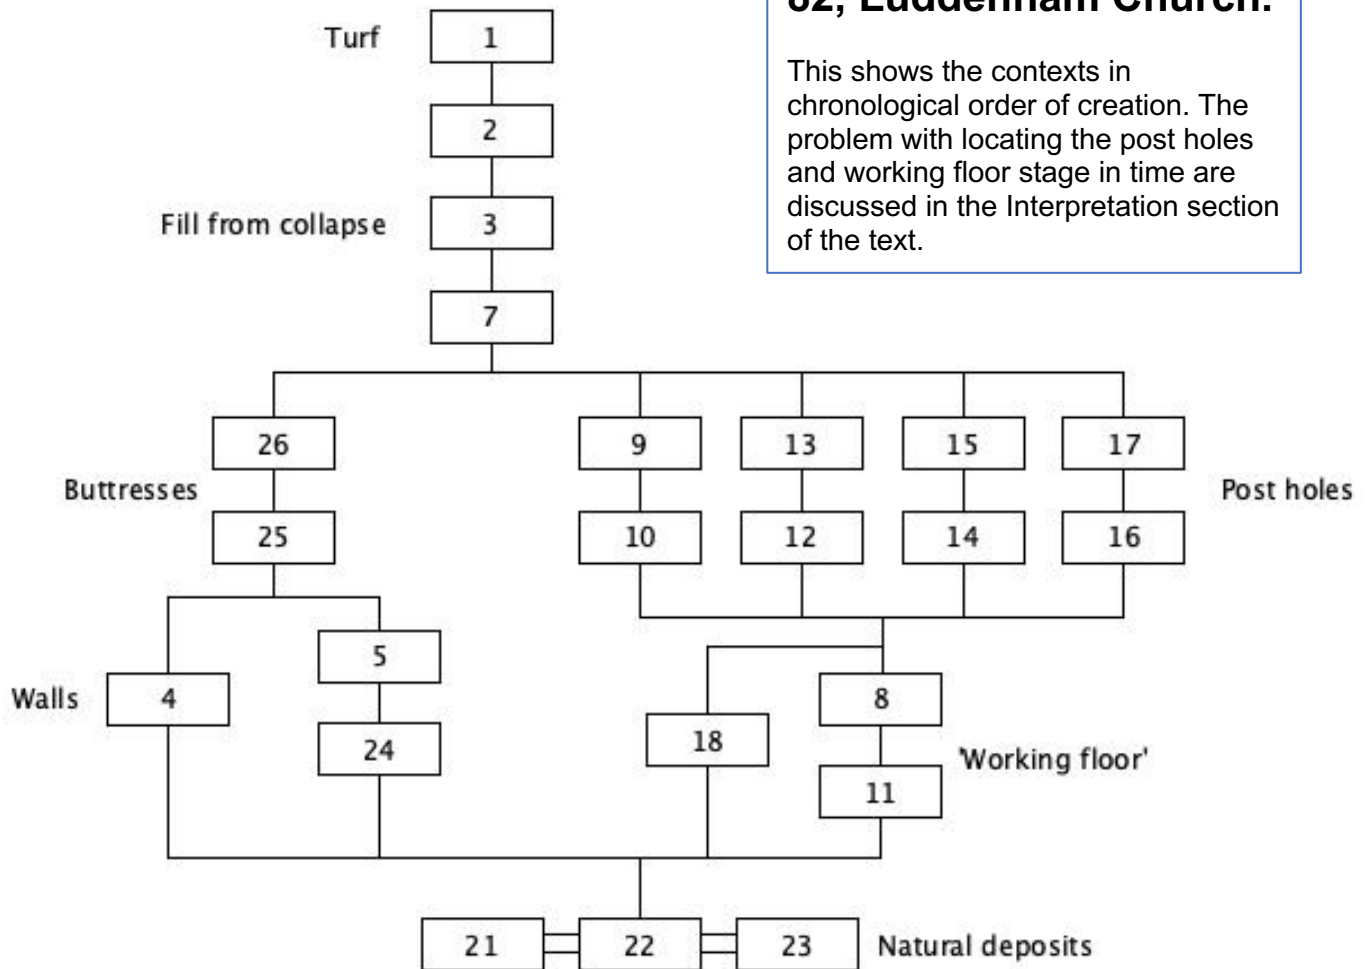 82, Luddenham Church.
This shows the contexts in
chronological order of creation. The
problem with locating the post holes
and working floor stage in time are
discussed in the Interpretation section
of the text.
Turf
1
2
Fill from collapse
3
7
26
9
13
15
17
Buttresses
Post holes
25
10
12
14
16
5
Walls
4
8
24
18
'Working floor'
11
21
22
23
Natural deposits